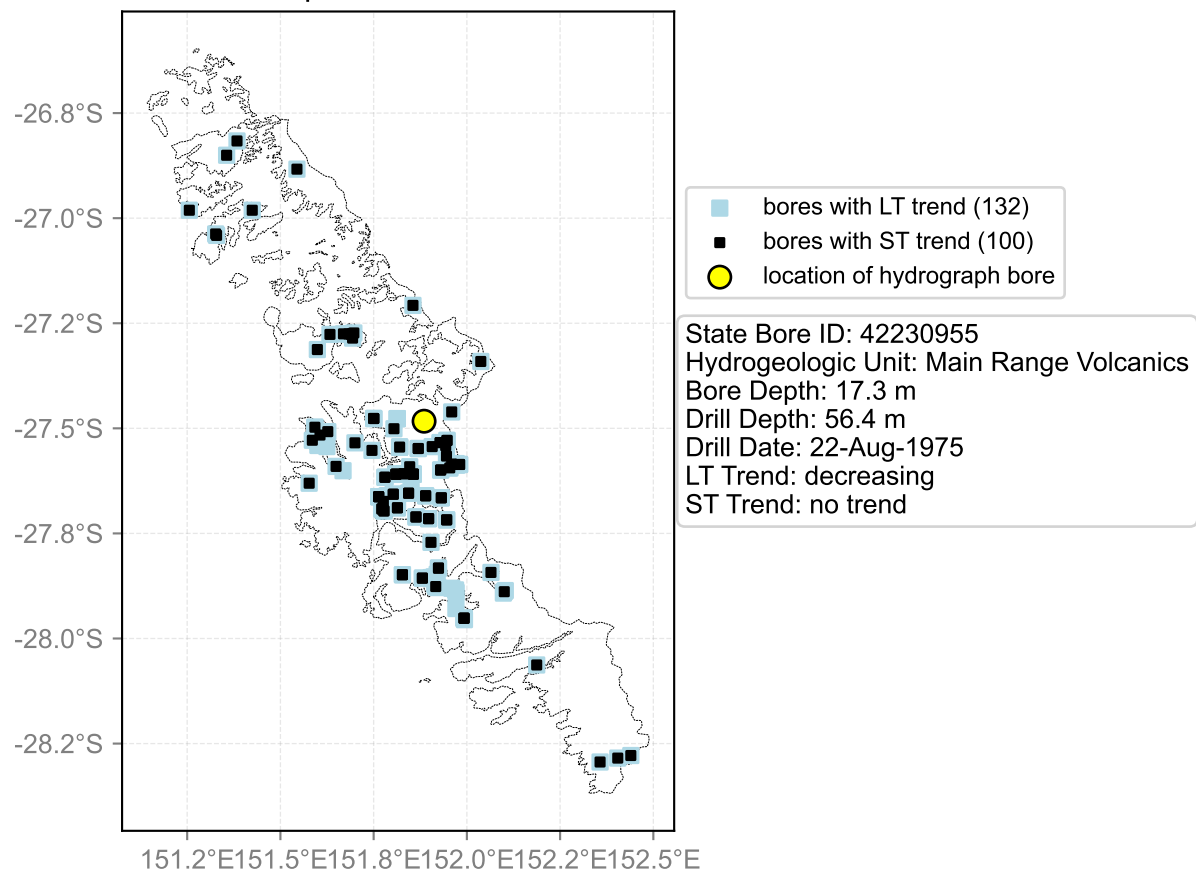 -26.8°S
-27.0°S
-27.2°S
-27.5°S
-27.8°S
-28.0°S
-28.2°S
151.2°E151.5°E151.8°E152.0°E152.2°E152.5°E
bores with LT trend (132)
bores with ST trend (100)
location of hydrograph bore
State Bore ID: 42230955
Hydrogeologic Unit: Main Range Volcanics
Bore Depth: 17.3 m
Drill Depth: 56.4 m
Drill Date: 22-Aug-1975
LT Trend: decreasing
ST Trend: no trend